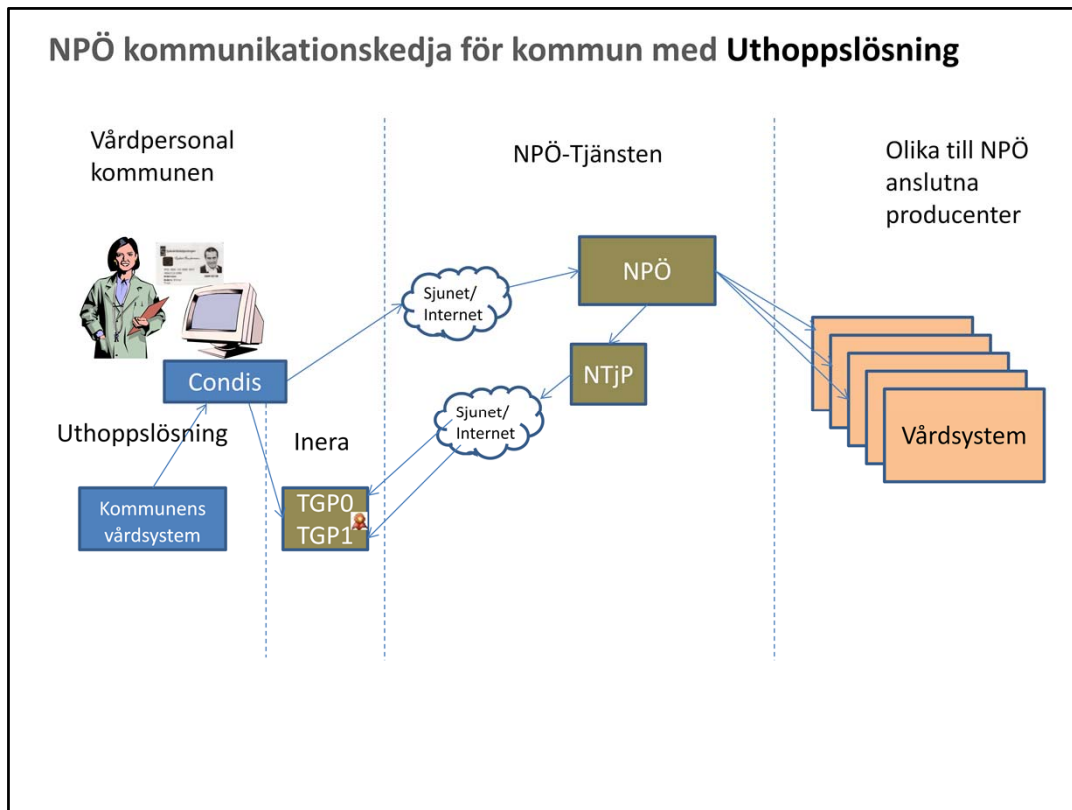 NPÖ kommunikationskedja för kommun med Uthoppslösning
Vårdpersonal
kommunen
NPÖ-Tjänsten
Olika till NPÖ
anslutna
producenter
NPÖ
Sjunet/
Internet
Condis
NTjP
Sjunet/
Internet
Uthoppslösning
Inera
Vårdsystem
Kommunens
vårdsystem
TGP0
TGP1